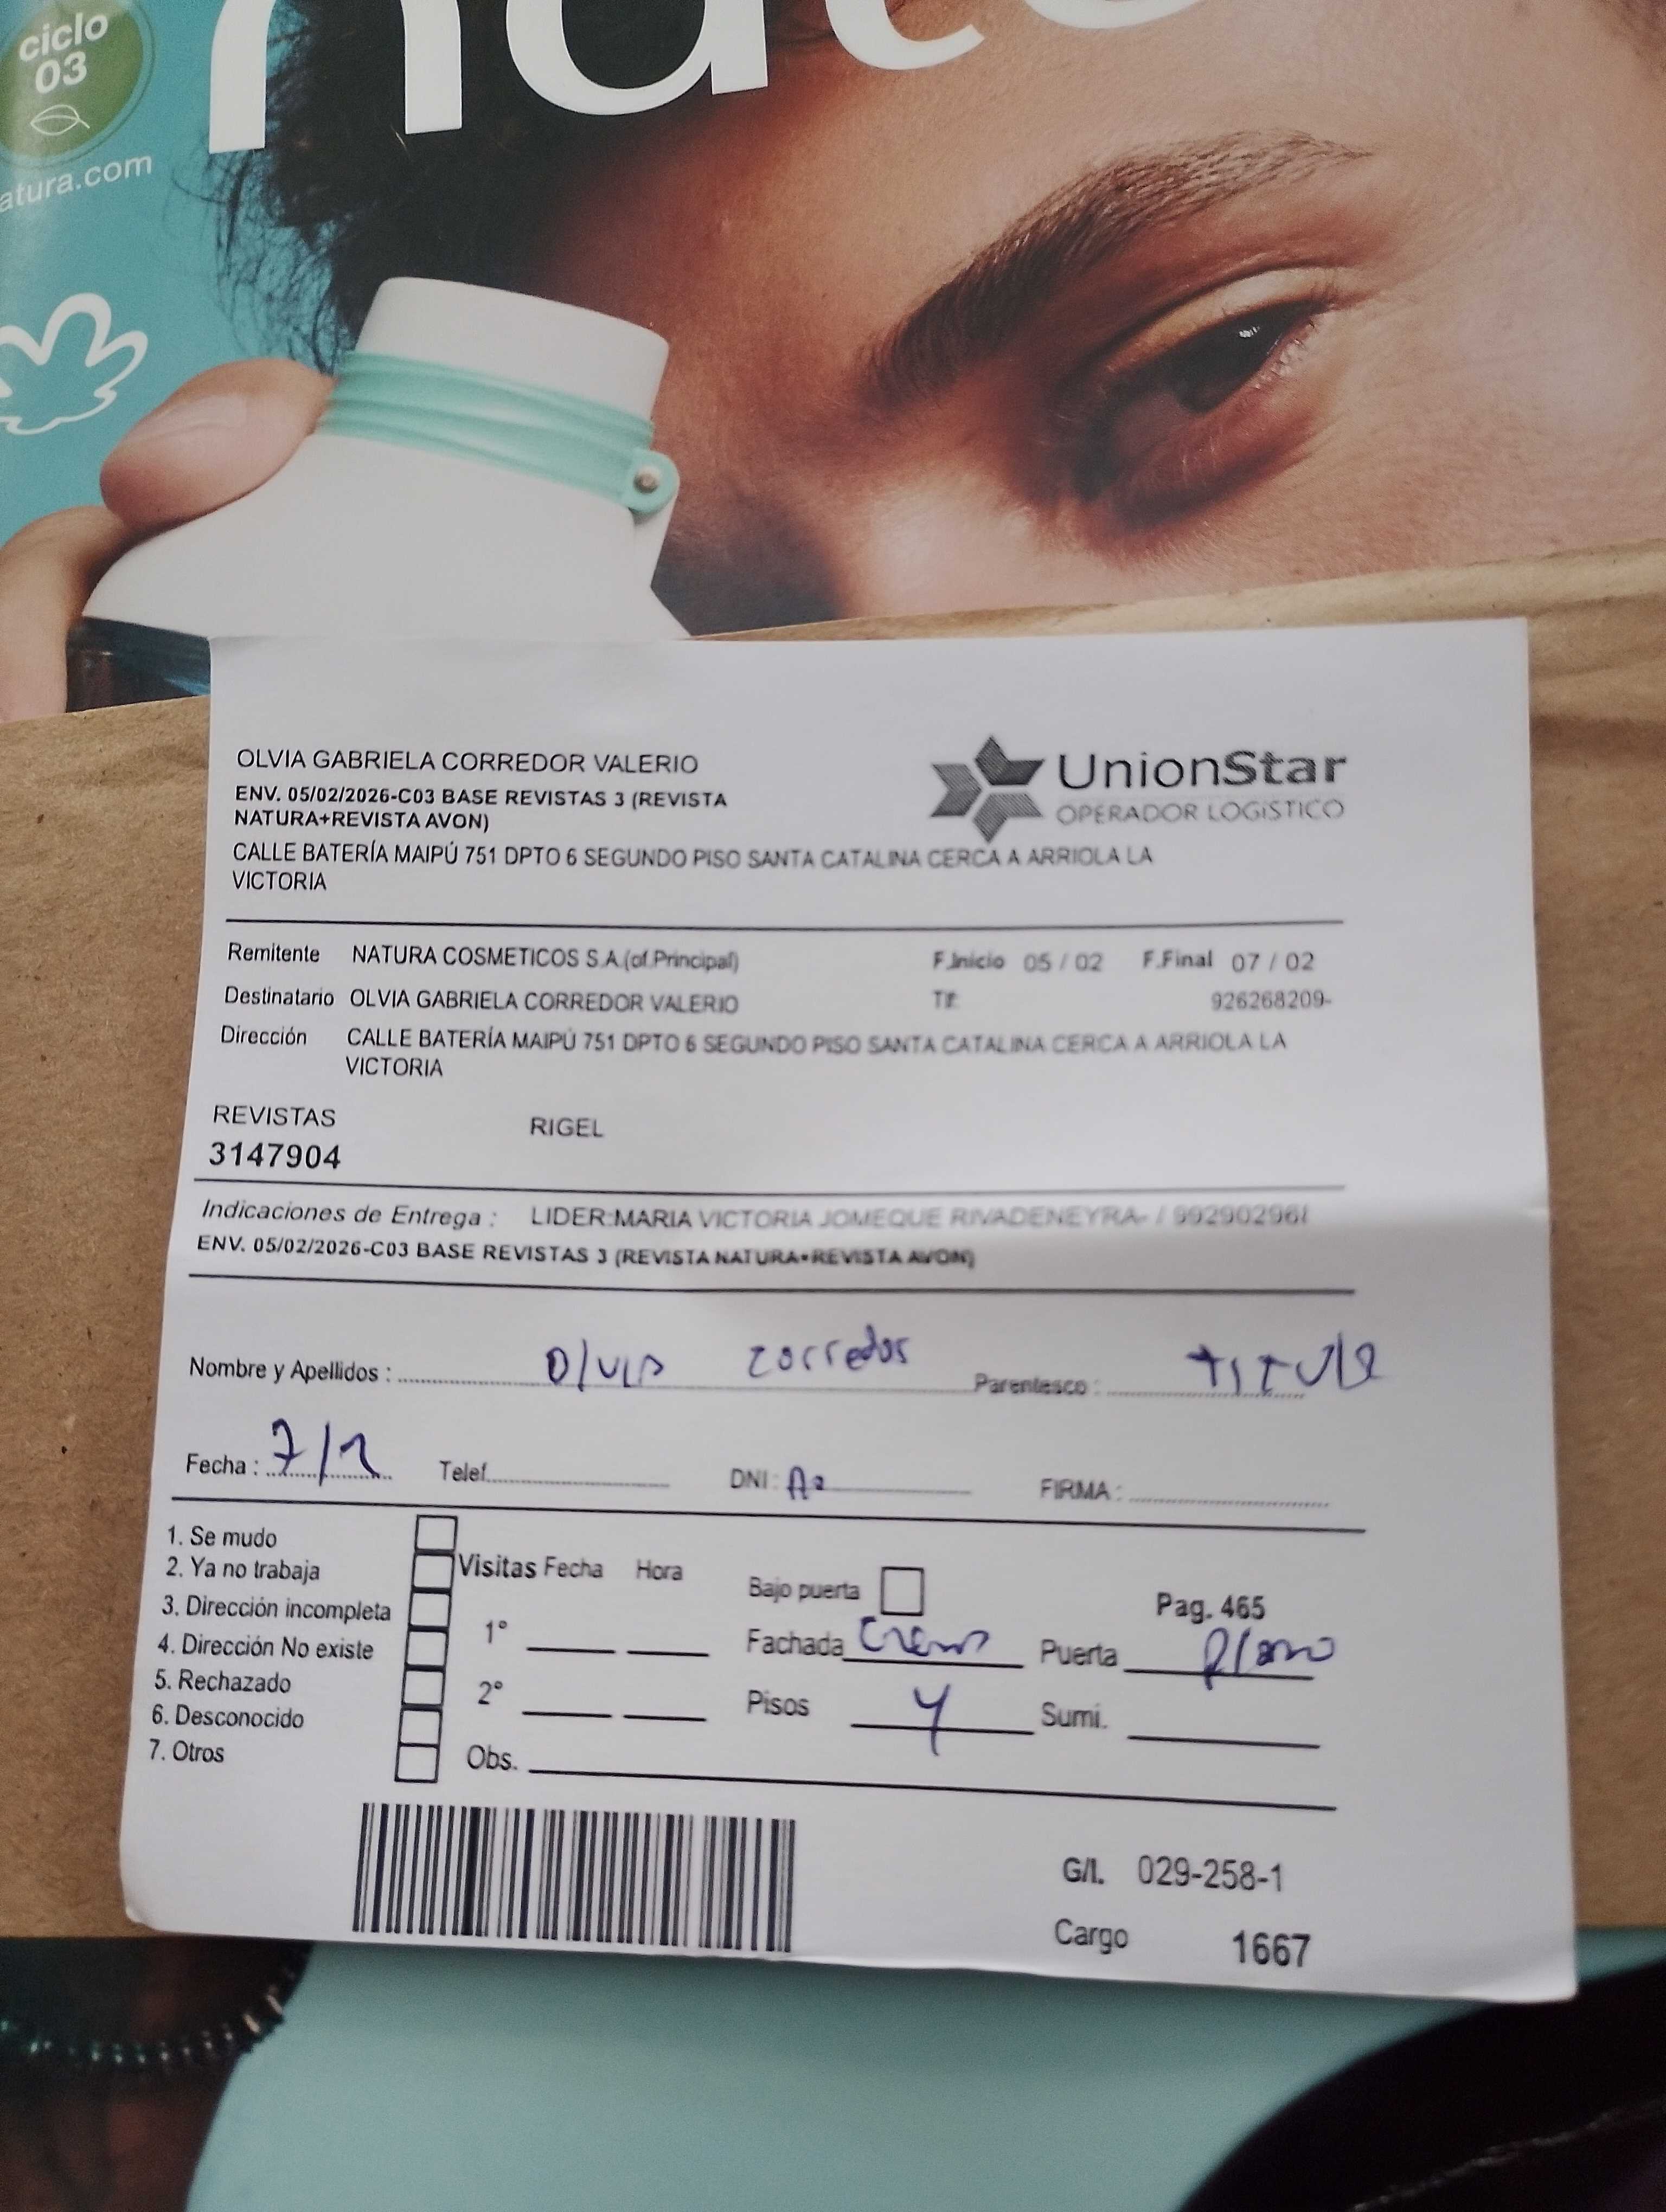 ciclo
03
atura.com
OLVIA GABRIELA CORREDOR VALERIO
ENV. 05/02/2026-C03 BASE REVISTAS 3 (REVISTA
NATURA+REVISTA AVON)
UnionStar
OPERADOR LOGÍSTICO
CALLE BATERÍA MAIPÚ 751 DPTO 6 SEGUNDO PISO SANTA CATALINA CERCA A ARRIOLA LA
VICTORIA
Remitente NATURA COSMETICOS S.A.(of.Principal) F.Inicio 05 / 02 F.Final 07 / 02
Destinatario OLVIA GABRIELA CORREDOR VALERIO Tlf: 926268209-
Dirección CALLE BATERÍA MAIPÚ 751 DPTO 6 SEGUNDO PISO SANTA CATALINA CERCA A ARRIOLA LA
VICTORIA
REVISTAS RIGEL
3147904
Indicaciones de Entrega : LIDER:MARIA VICTORIA JOMEQUE RIVADENEYRA- /
ENV. 05/02/2026-C03 BASE REVISTAS 3 (REVISTA NATURA+REVISTA AVON)
Nombre y Apellidos : Olvia Corredor Parentesco :
Fecha : 7/2 Telef. DNI : FIRMA :
1. Se mudo
2. Ya no trabaja
3. Dirección incompleta
4. Dirección No existe
5. Rechazado
6. Desconocido
7. Otros
Visitas Fecha Hora
1°
2°
Obs.
Bajo puerta Pag. 465
Fachada Crema Puerta
Pisos 4 Sumi.
G/I. 029-258-1
Cargo 1667